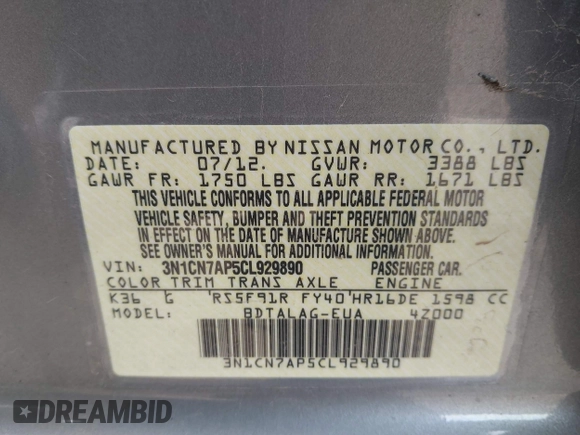 MANUFACTURED BY NISSAN MOTOR CO., LTD.
DATE: 07/12. GVWR: 3388 LBS
GAWR FR: 1750 LBS GAWR RR: 1671 LBS
THIS VEHICLE CONFORMS TO ALL APPLICABLE FEDERAL MOTOR
VEHICLE SAFETY, BUMPER AND THEFT PREVENTION STANDARDS
IN EFFECT ON THE DATE OF MANUFACTURE SHOWN ABOVE.
SEE OWNER'S MANUAL FOR ADDITIONAL INFORMATION.
VIN: 3N1CN7AP5CL929890 PASSENGER CAR.
COLOR TRIM TRANS AXLE ENGINE
K36 G RS5F91R FY40 HR16DE 1598 CC
MODEL: BDTALAG-EUA 4Z000
3N1CN7AP5CL929890
DREAMBID